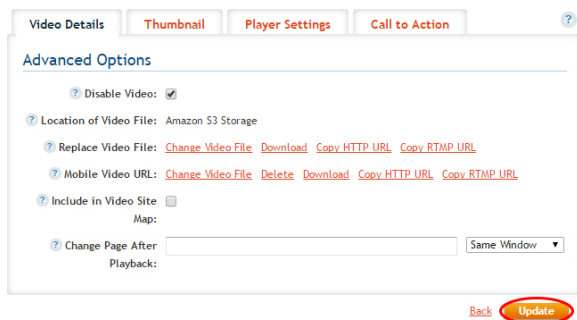 Video Details Thumbnail Player Settings Call to Action ?
Advanced Options
? Disable Video:
? Location of Video File: Amazon S3 Storage
? Replace Video File: Change Video File Download Copy HTTP URL Copy RTMP URL
? Mobile Video URL: Change Video File Delete Download Copy HTTP URL Copy RTMP URL
? Include in Video Site
Map:
? Change Page After Same Window
Playback:
Back Update